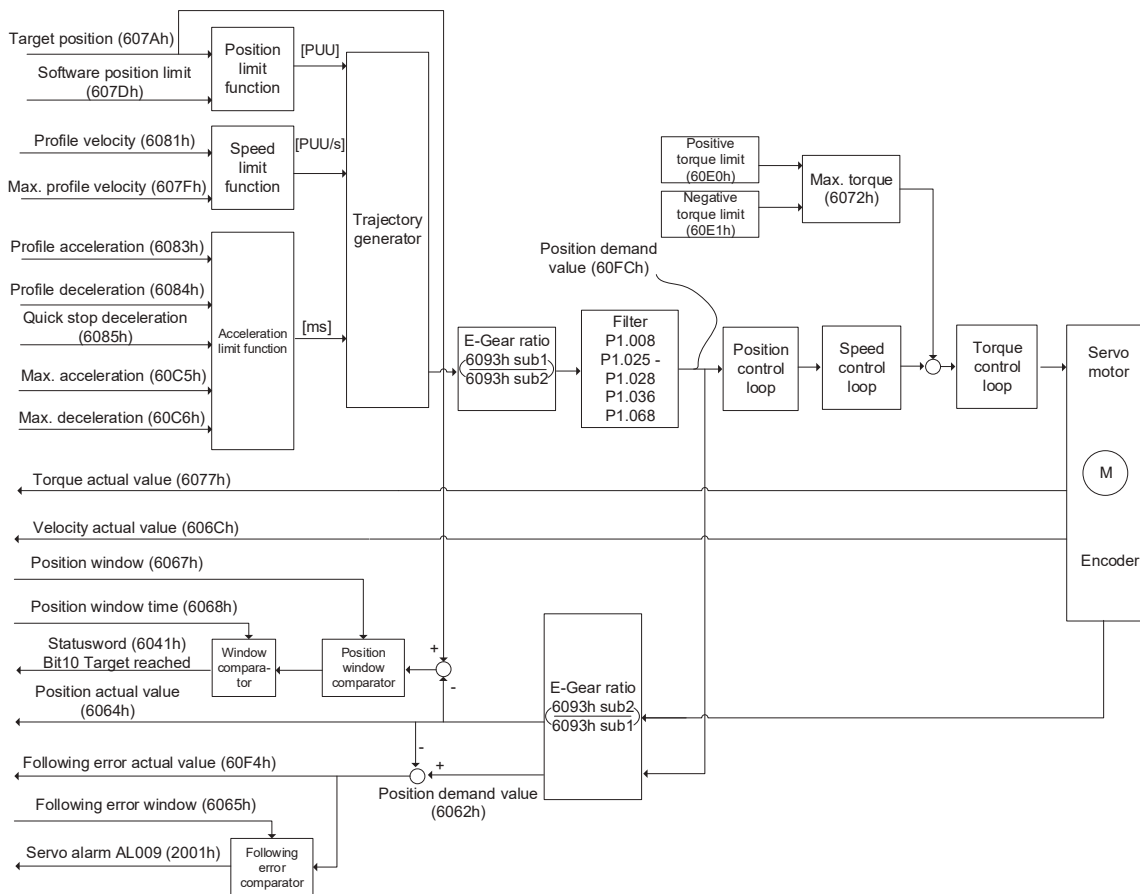 Target position (607Ah)
Software position limit
(607Dh)
Position
limit
function
[PUU]
Profile velocity (6081h)
Max. profile velocity (607Fh)
Speed
limit
function
[PUU/s]
Profile acceleration (6083h)
Profile deceleration (6084h)
Quick stop deceleration
(6085h)
Max. acceleration (60C5h)
Max. deceleration (60C6h)
Acceleration
limit function
[ms]
Trajectory
generator
E-Gear ratio
6093h sub1
6093h sub2
Filter
P1.008
P1.025 -
P1.028
P1.036
P1.068
Position demand
value (60FCh)
Positive
torque limit
(60E0h)
Negative
torque limit
(60E1h)
Max. torque
(6072h)
Position
control
loop
Speed
control
loop
Torque
control
loop
Servo
motor
M
Encoder
Torque actual value (6077h)
Velocity actual value (606Ch)
Position window (6067h)
Position window time (6068h)
Statusword (6041h)
Bit10 Target reached
Window
compara-
tor
Position
window
comparator
+
-
Position actual value
(6064h)
E-Gear ratio
6093h sub2
6093h sub1
-
+
Following error actual value (60F4h)
Position demand value
(6062h)
Following error window (6065h)
Servo alarm AL009 (2001h)
Following
error
comparator